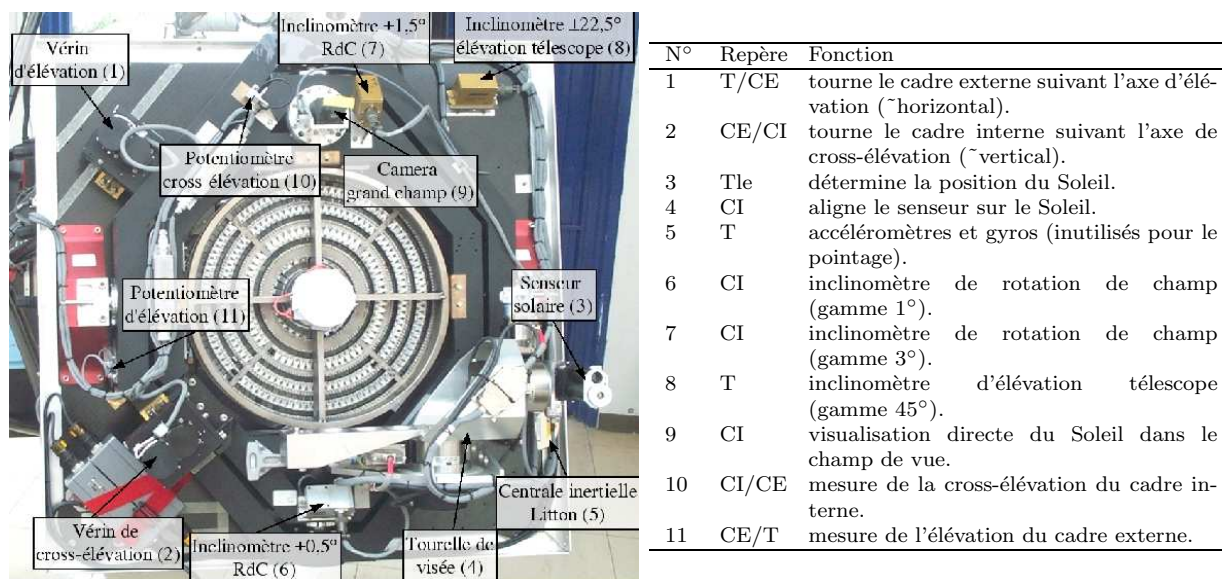 Vérin
d'élévation (1)
Inclinomètre +1,5°
RdC (7)
Inclinomètre ±22,5°
élévation télescope (8)
Potentiomètre
cross élévation (10)
Camera
grand champ (9)
Potentiomètre
d'élévation (11)
Senseur
solaire (3)
Vérin de
cross-élévation (2)
Inclinomètre +0.5°
RdC (6)
Tourelle de
visée (4)
Centrale inertielle
Litton (5)
N° Repère Fonction
1 T/CE tourne le cadre externe suivant l'axe d'élé-
vation (~horizontal).
2 CE/CI tourne le cadre interne suivant l'axe de
cross-élévation (~vertical).
3 Tle détermine la position du Soleil.
4 CI aligne le senseur sur le Soleil.
5 T accéléromètres et gyros (inutilisés pour le
pointage).
6 CI inclinomètre de rotation de champ
(gamme 1°).
7 CI inclinomètre de rotation de champ
(gamme 3°).
8 T inclinomètre d'élévation télescope
(gamme 45°).
9 CI visualisation directe du Soleil dans le
champ de vue.
10 CI/CE mesure de la cross-élévation du cadre in-
terne.
11 CE/T mesure de l'élévation du cadre externe.